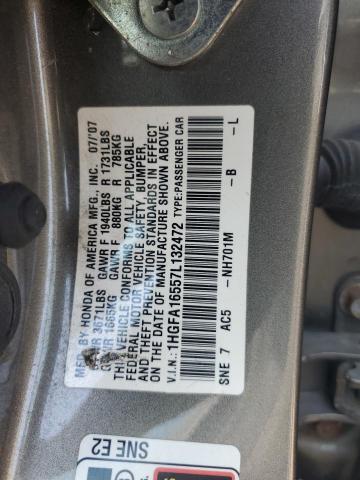 MFD. BY HONDA OF AMERICA MFG., INC. 07/'07
GVWR 3671LBS GAWR F 1940LBS R 1731LBS
GVWR 1665KG GAWR F 880KG R 785KG
THIS VEHICLE CONFORMS TO ALL APPLICABLE
FEDERAL MOTOR VEHICLE SAFETY, BUMPER,
AND THEFT PREVENTION STANDARDS IN EFFECT
ON THE DATE OF MANUFACTURE SHOWN ABOVE.
V.I.N.: 1HGFA16557L132472 TYPE:PASSENGER CAR
SNE 7 AC5 - NH701M - B - L
SNE E2